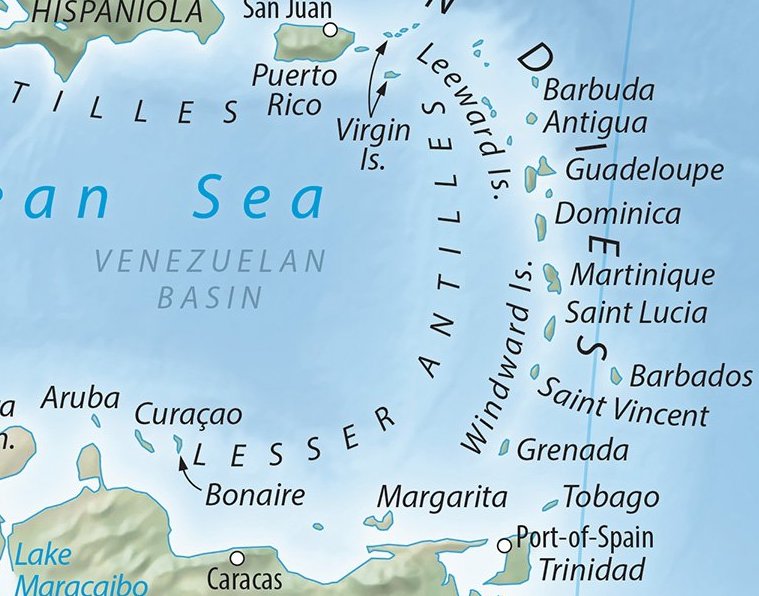 HISPANIOLA
San Juan
N
D
I
E
S
Puerto
Rico
Virgin
Is.
Leeward Is.
Barbuda
Antigua
Guadeloupe
Dominica
TILLES
ean Sea
VENEZUELAN
BASIN
Martinique
Saint Lucia
Windward Is.
Barbados
Saint Vincent
Grenada
LESSER ANTILLES
a
n.
Aruba
Curaçao
Bonaire
Margarita
Tobago
Port-of-Spain
Trinidad
Caracas
Lake
Maracaibo